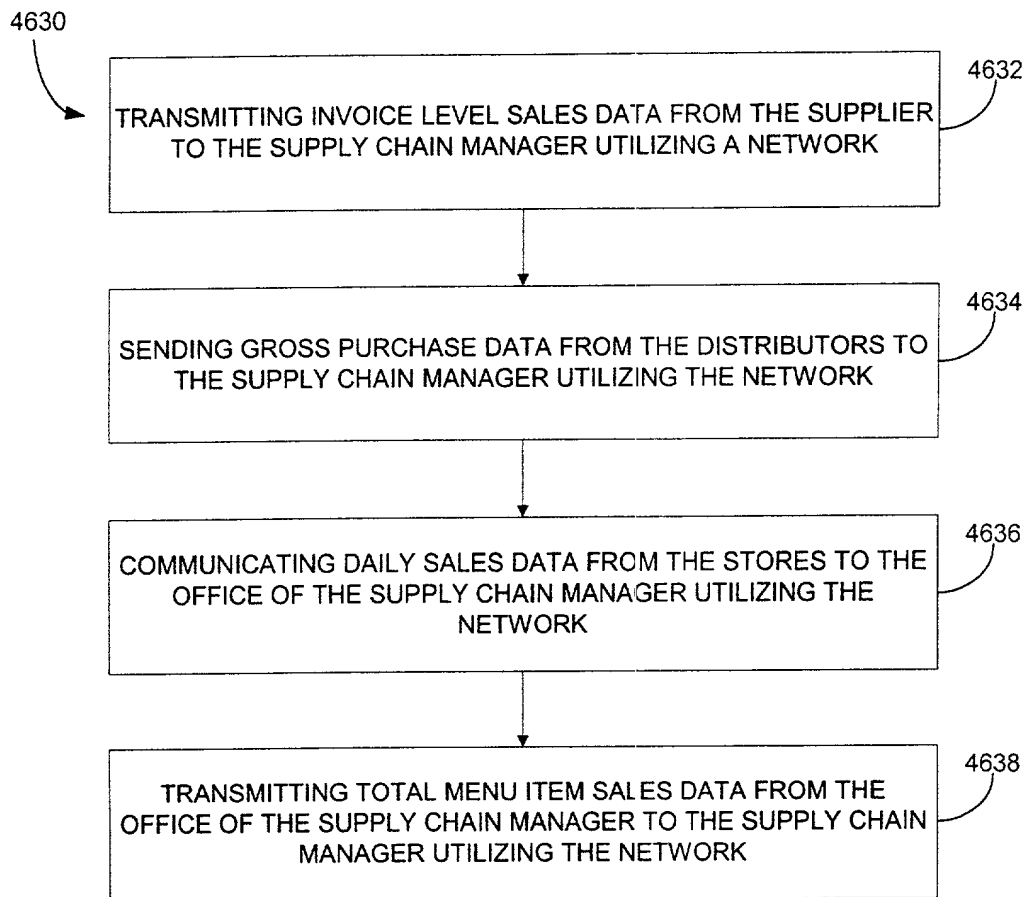 4630
4632
TRANSMITTING INVOICE LEVEL SALES DATA FROM THE SUPPLIER
TO THE SUPPLY CHAIN MANAGER UTILIZING A NETWORK
4634
SENDING GROSS PURCHASE DATA FROM THE DISTRIBUTORS TO
THE SUPPLY CHAIN MANAGER UTILIZING THE NETWORK
4636
COMMUNICATING DAILY SALES DATA FROM THE STORES TO THE
OFFICE OF THE SUPPLY CHAIN MANAGER UTILIZING THE
NETWORK
4638
TRANSMITTING TOTAL MENU ITEM SALES DATA FROM THE
OFFICE OF THE SUPPLY CHAIN MANAGER TO THE SUPPLY CHAIN
MANAGER UTILIZING THE NETWORK